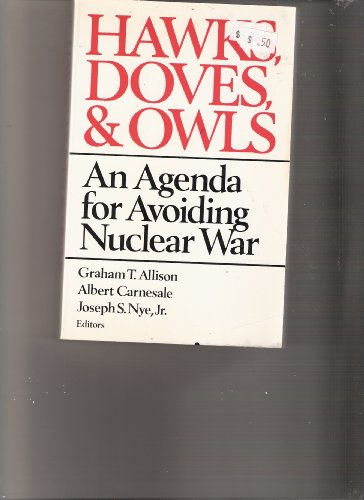 HAWKS,
DOVES,
& OWLS
An Agenda
for Avoiding
Nuclear War
Graham T. Allison
Albert Carnesale
Joseph S. Nye, Jr.
Editors